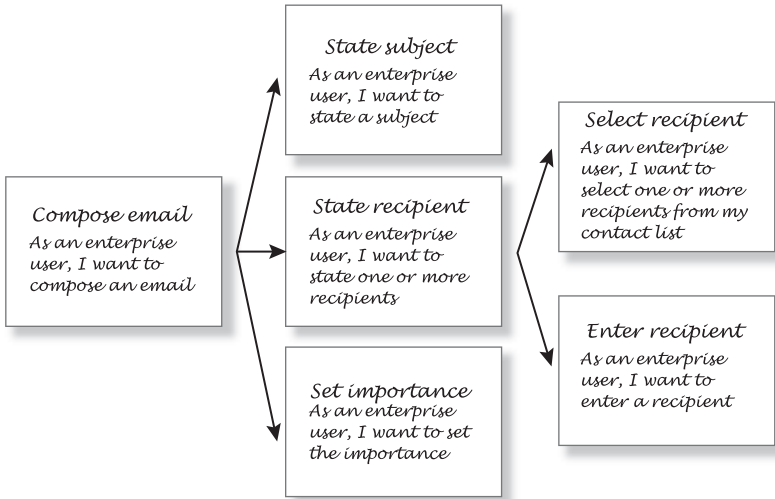 Compose email
As an enterprise
user, I want to
compose an email
State subject
As an enterprise
user, I want to
state a subject
State recipient
As an enterprise
user, I want to
state one or more
recipients
Set importance
As an enterprise
user, I want to set
the importance
Select recipient
As an enterprise
user, I want to
select one or more
recipients from my
contact list
Enter recipient
As an enterprise
user, I want to
enter a recipient